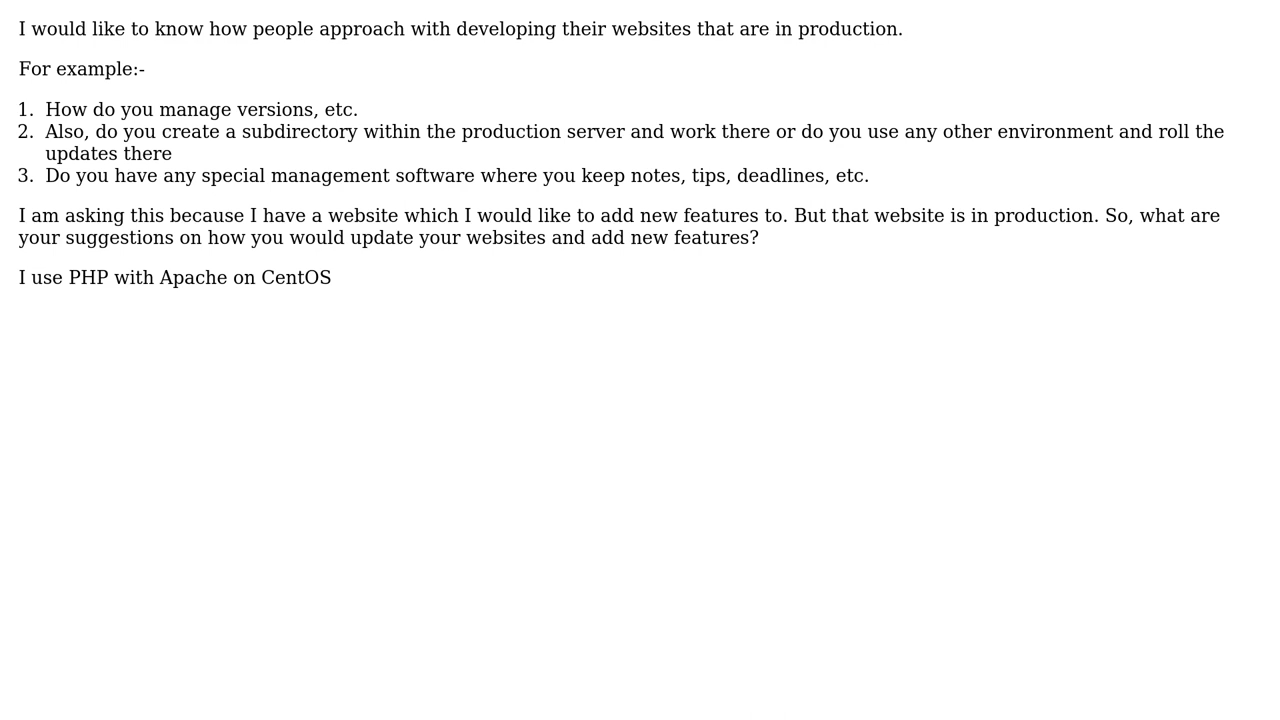 I would like to know how people approach with developing their websites that are in production.
For example:-
1. How do you manage versions, etc.
2. Also, do you create a subdirectory within the production server and work there or do you use any other environment and roll the
updates there
3. Do you have any special management software where you keep notes, tips, deadlines, etc.
I am asking this because I have a website which I would like to add new features to. But that website is in production. So, what are
your suggestions on how you would update your websites and add new features?
I use PHP with Apache on CentOS